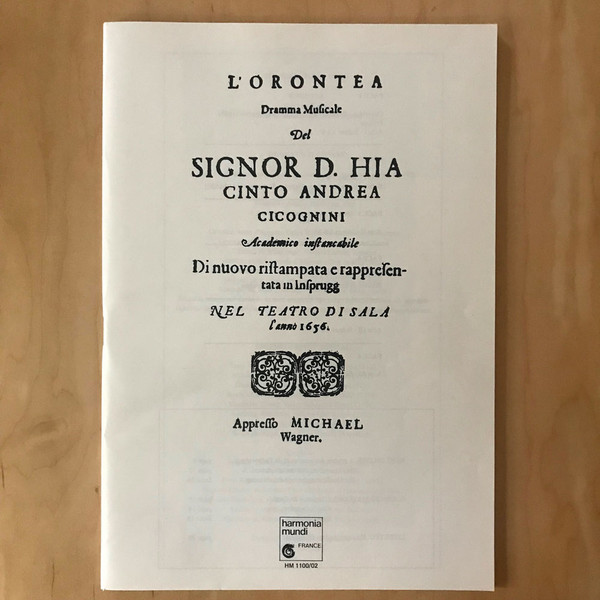 L'ORONTEA
Dramma Muſicale
Del
SIGNOR D. HIA
CINTO ANDREA
CICOGNINI
Academico inſtancabile
Di nuovo riſtampata e rappreſen-
tata in Inſprugg
NEL TEATRO DI SALA
l'anno 1656.
Appreſſo MICHAEL
Wagner.
harmonia
mundi
FRANCE
HM 1100/02